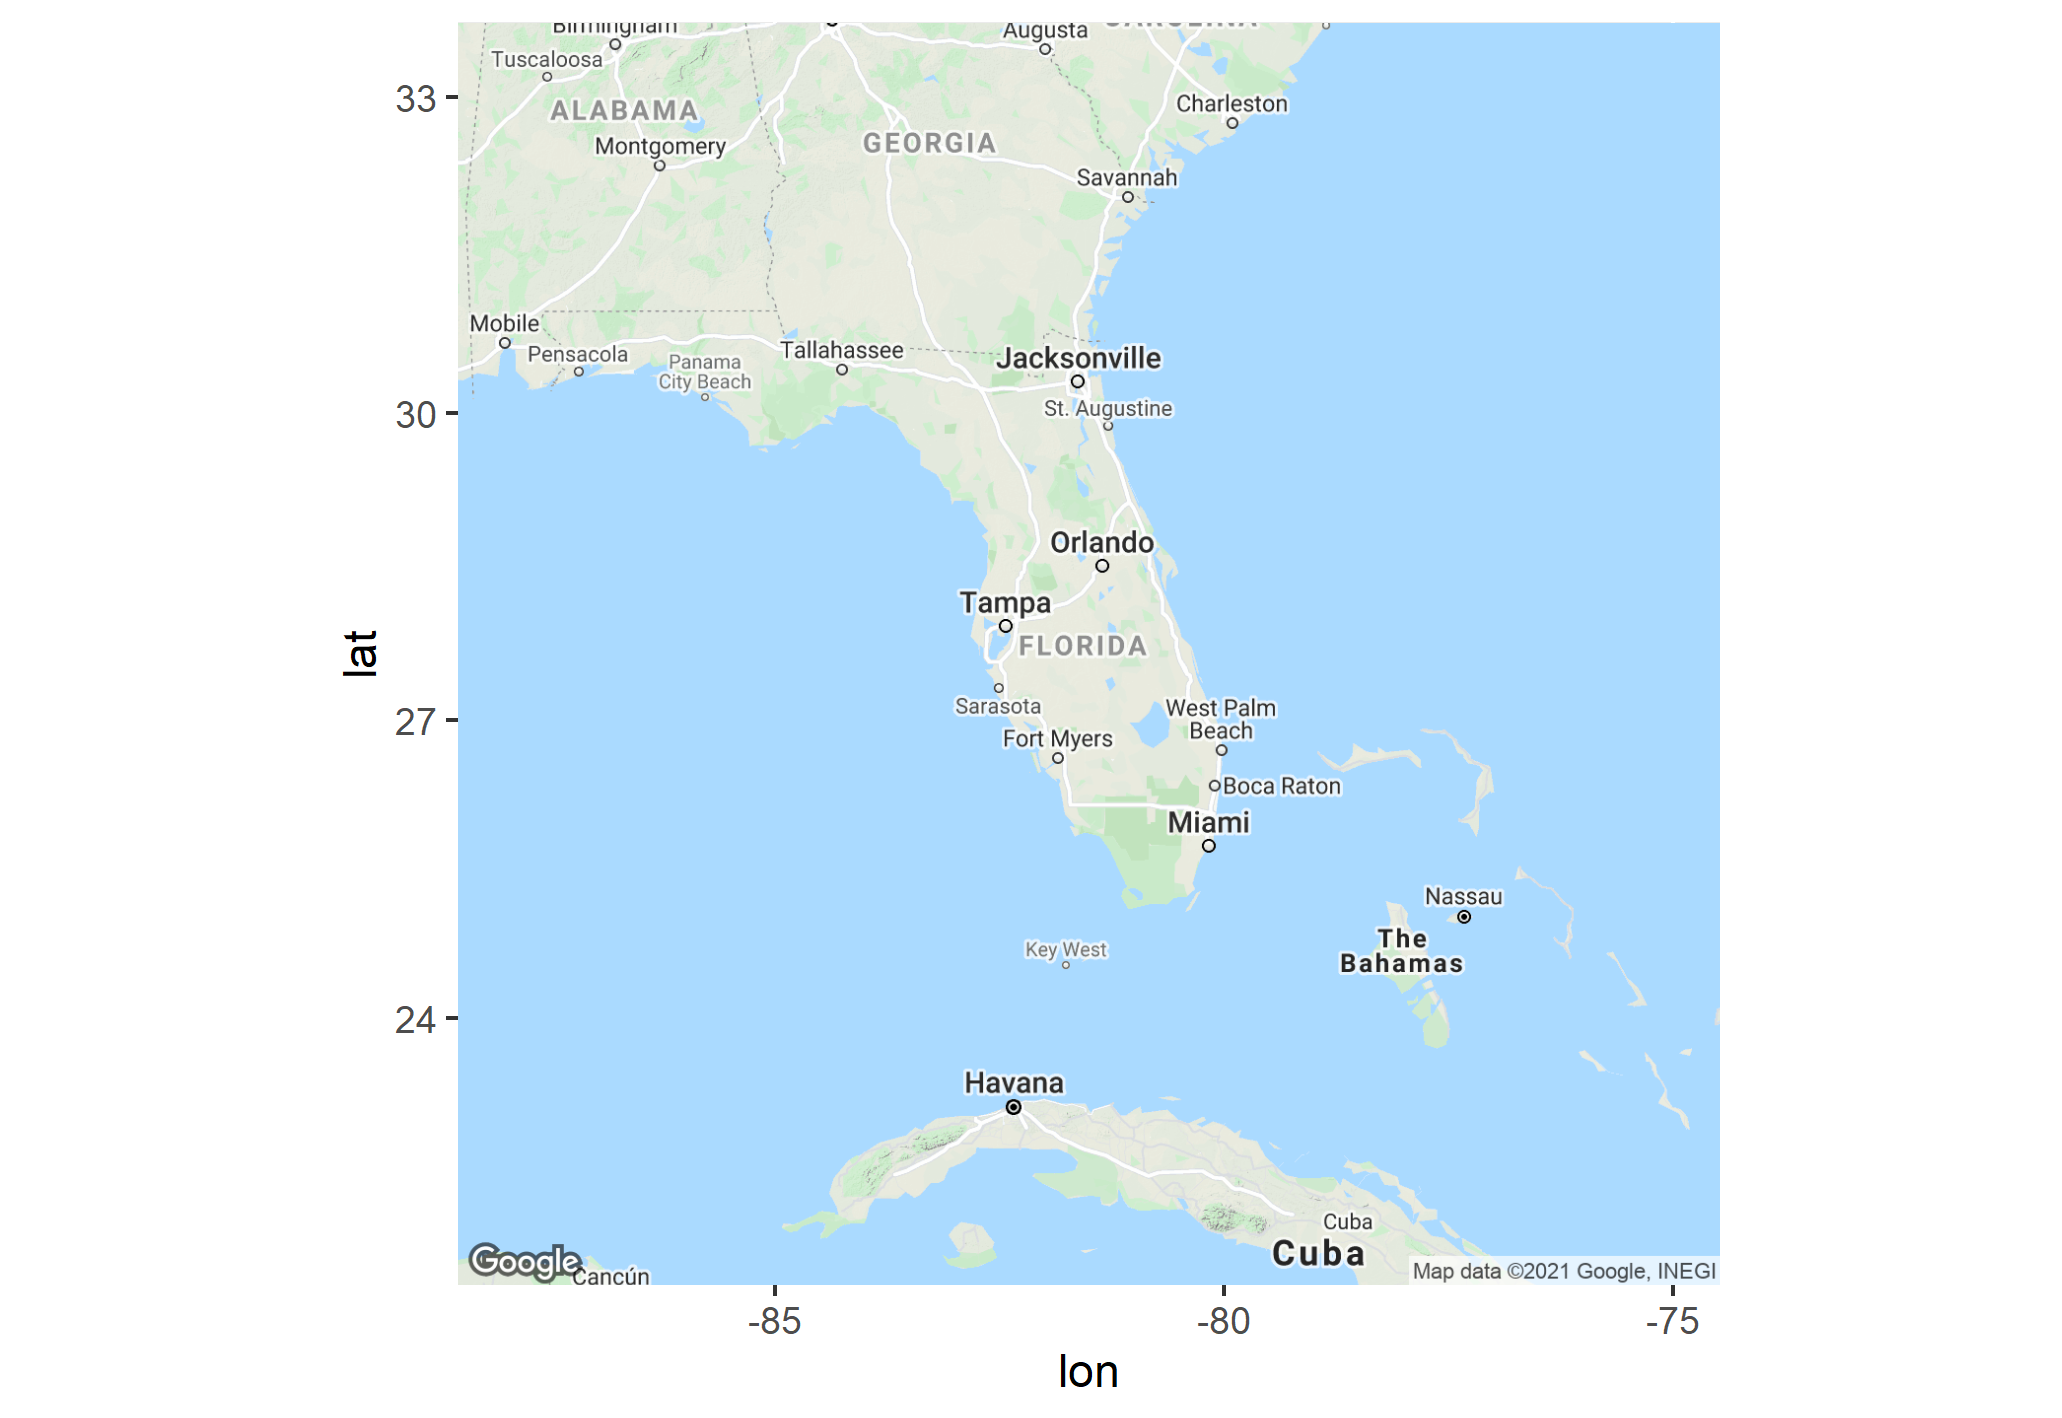 Birmingham
Augusta
CAROLINA
Tuscaloosa
33
ALABAMA
Charleston
Montgomery
GEORGIA
Savannah
Mobile
Pensacola
Panama
City Beach
Tallahassee
Jacksonville
30
St. Augustine
Orlando
Tampa
lat
FLORIDA
Sarasota
West Palm
Beach
27
Fort Myers
Boca Raton
Miami
Nassau
The
Bahamas
Key West
24
Havana
Cuba
Cuba
Google
Cancún
Map data ©2021 Google, INEGI
-85
-80
-75
lon